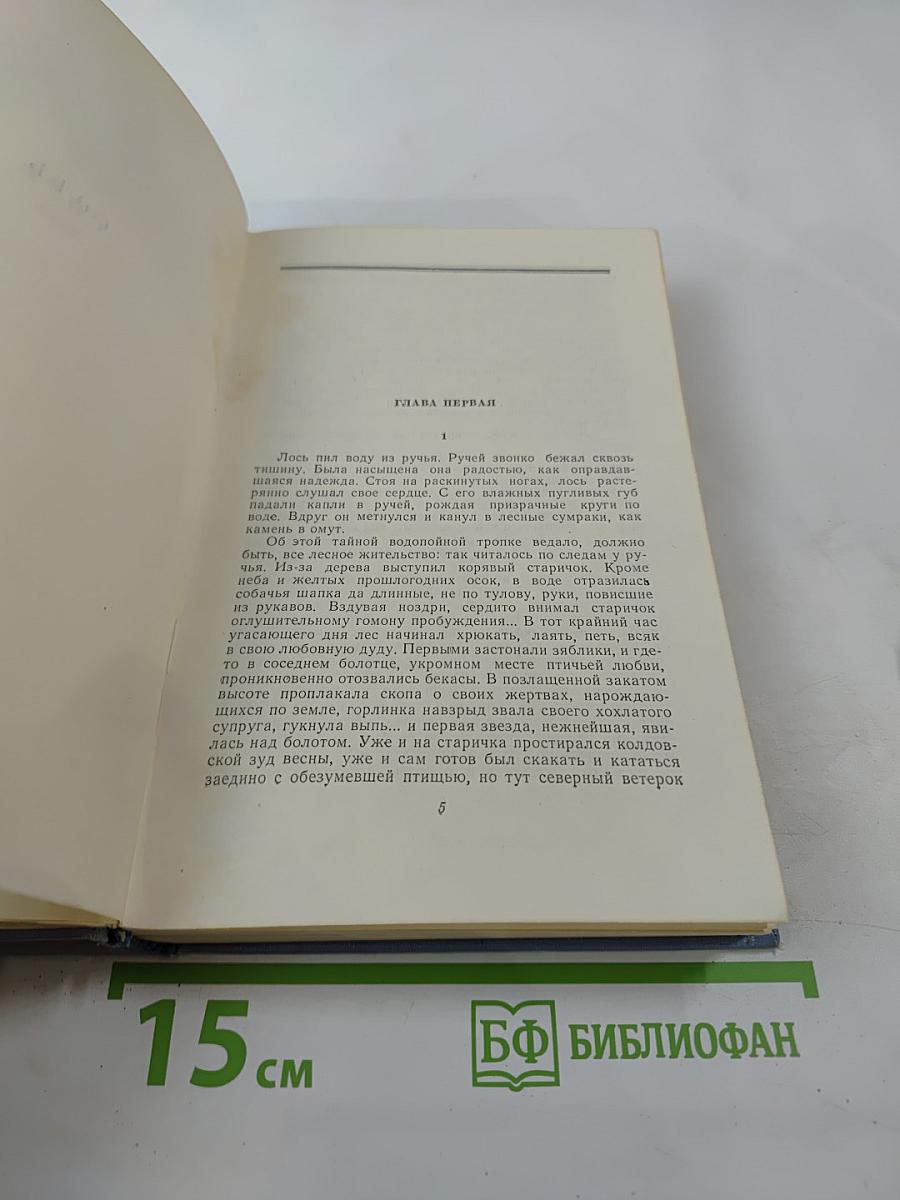 ГЛАВА ПЕРВАЯ
1
Лось пил воду из ручья. Ручей звонко бежал сквозь
тишину. Была насыщена она радостью, как оправдав-
шаяся надежда. Стоя на раскинутых ногах, лось расте-
рянно слушал свое сердце. С его влажных пугливых губ
падали капли в ручей, рождая призрачные круги по
воде. Вдруг он метнулся и канул в лесные сумраки, как
камень в омут.
Об этой тайной водопойной тропке ведало, должно
быть, все лесное жительство: так читалось по следам у ру-
чья. Из-за дерева выступил корявый старичок. Кроме
неба и желтых прошлогодних осок, в воде отразились
собачья шапка да длинные, не по тулову, руки, повисшие
из рукавов. Вздувая ноздри, сердито внимал старичок
оглушительному гомону пробуждения... В тот крайний час
угасающего дня лес начинал хрюкать, лаять, петь, всяк
в свою любовную дуду. Первыми застонали зяблики, и где-
то в соседнем болотце, укромном месте птичьей любви,
проникновенно отозвались бекасы. В позлащенной закатом
высоте проплакала скопа о своих жертвах, нарождаю-
щихся по земле, горлинка навзрыд звала своего хохлатого
супруга, гукнула выпь... и первая звезда, нежнейшая, яви-
лась над болотом. Уже и на старичка простирался колдов-
ской зуд весны, уже и сам готов был скакать и кататься
заедино с обезумевшей птищью, но тут северный ветерок
5
15 см
БФ БИБЛИОФАН